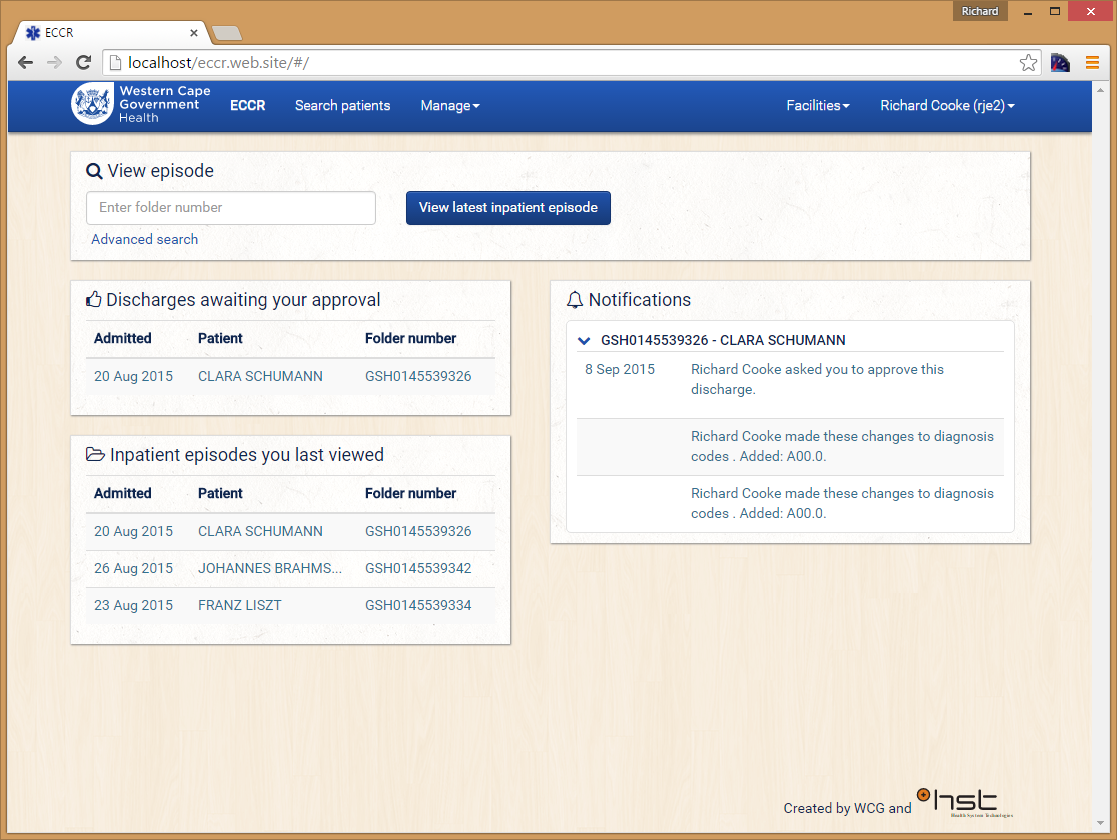 Richard
ECCR
localhost/eccr.web.site/#/
Western Cape
Government
Health
ECCR
Search patients
Manage
Facilities
Richard Cooke (rje2)
View episode
Enter folder number
View latest inpatient episode
Advanced search
Discharges awaiting your approval
Admitted Patient Folder number
20 Aug 2015 CLARA SCHUMANN GSH0145539326
Inpatient episodes you last viewed
Admitted Patient Folder number
20 Aug 2015 CLARA SCHUMANN GSH0145539326
26 Aug 2015 JOHANNES BRAHMS... GSH0145539342
23 Aug 2015 FRANZ LISZT GSH0145539334
Notifications
GSH0145539326 - CLARA SCHUMANN
8 Sep 2015 Richard Cooke asked you to approve this
discharge.
Richard Cooke made these changes to diagnosis
codes . Added: A00.0.
Richard Cooke made these changes to diagnosis
codes . Added: A00.0.
Created by WCG and hst
Health System Technologies